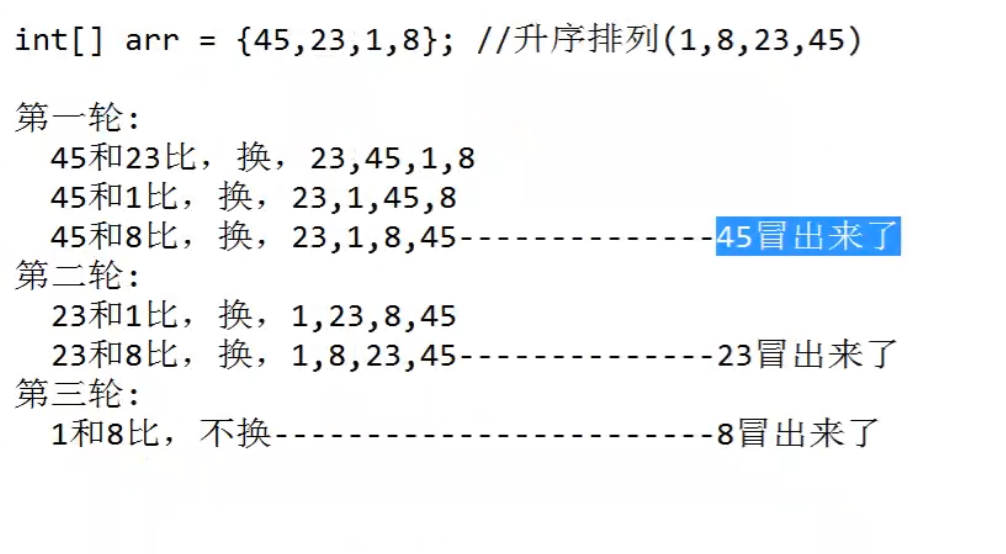 int[] arr = {45,23,1,8}; //升序排列(1,8,23,45)
第一轮:
45和23比，换，23,45,1,8
45和1比，换，23,1,45,8
45和8比，换，23,1,8,45--------------45冒出来了
第二轮:
23和1比，换，1,23,8,45
23和8比，换，1,8,23,45--------------23冒出来了
第三轮:
1和8比，不换------------------------8冒出来了